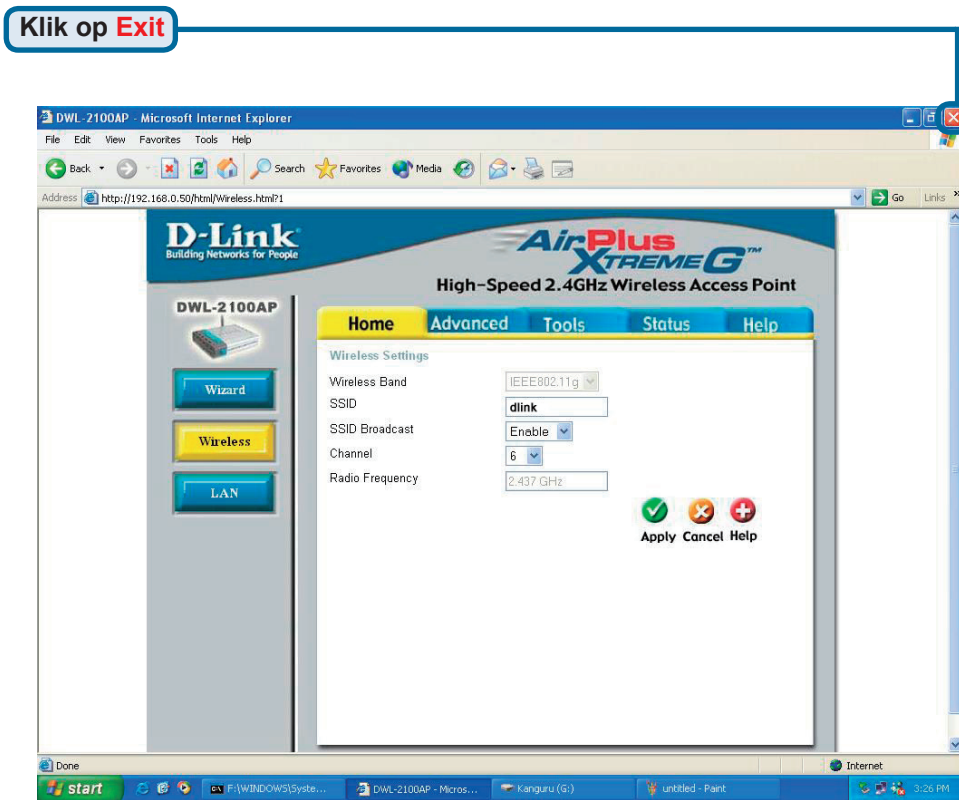 Klik op Exit
DWL-2100AP - Microsoft Internet Explorer
File Edit View Favorites Tools Help
Back Search Favorites Media
Address http://192.168.0.50/html/Wireless.html?1 Go Links »
D-Link
Building Networks for People
AirPlus
XTREME G™
High-Speed 2.4GHz Wireless Access Point
DWL-2100AP
Home Advanced Tools Status Help
Wireless Settings
Wizard
Wireless
LAN
Wireless Band IEEE802.11g
SSID dlink
SSID Broadcast Enable
Channel 6
Radio Frequency 2.437 GHz
Apply Cancel Help
Done Internet
start F:\WINDOWS\Syste... DWL-2100AP - Micros... Kanguru (G:) untitled - Paint 3:26 PM